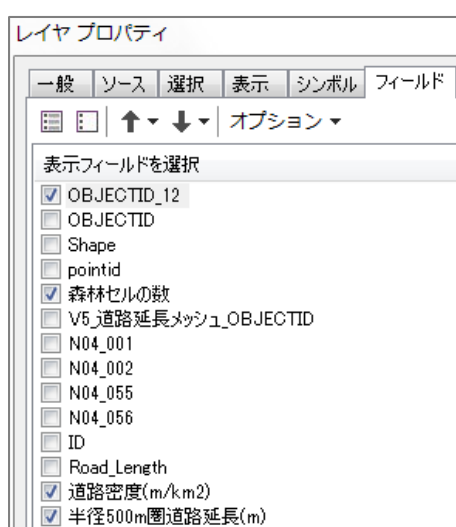 レイヤ プロパティ
一般 ソース 選択 表示 シンボル フィールド
オプション
表示フィールドを選択
OBJECTID_12
OBJECTID
Shape
pointid
森林セルの数
V5_道路延長メッシュ_OBJECTID
N04_001
N04_002
N04_055
N04_056
ID
Road_Length
道路密度(m/km2)
半径500m圏道路延長(m)